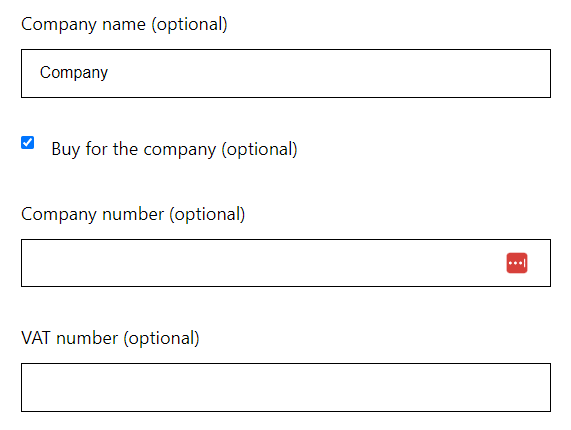 Company name (optional)
Company
Buy for the company (optional)
Company number (optional)
VAT number (optional)